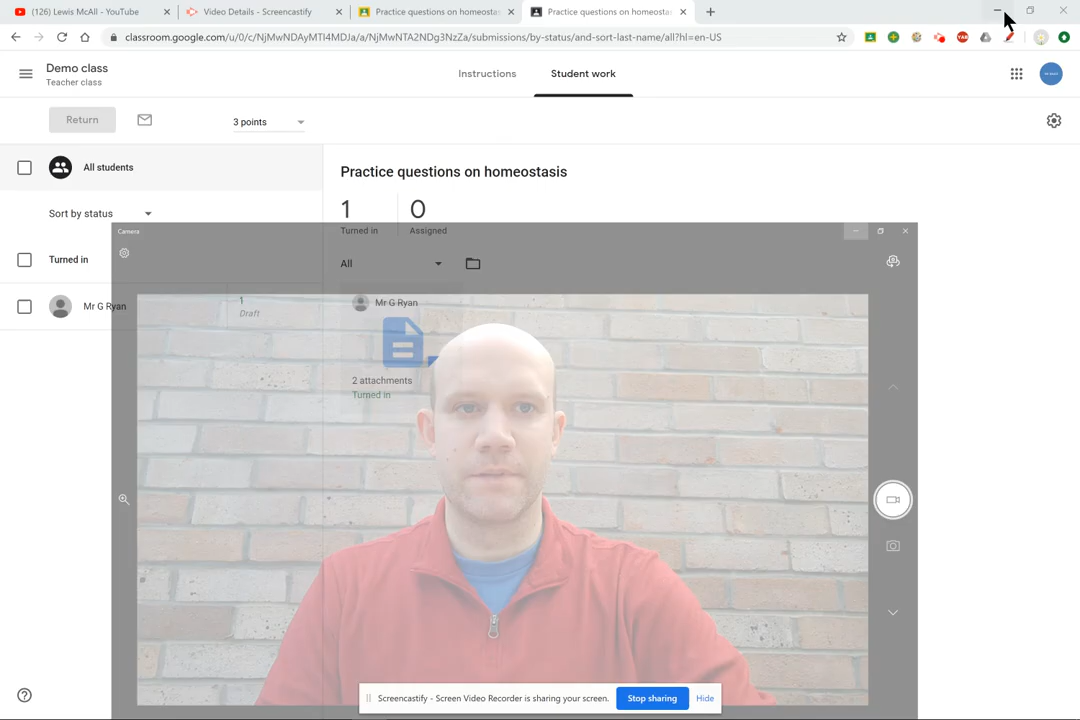 (126) Lewis McAll - YouTube
Video Details - Screencastify
Practice questions on homeostas
Practice questions on homeostas
classroom.google.com/u/0/c/NjMwNDAyMTI4MDJa/a/NjMwNTA2NDg3NzZa/submissions/by-status/and-sort-last-name/all?hl=en-US
Demo class
Teacher class
Instructions
Student work
Return
3 points
All students
Practice questions on homeostasis
Sort by status
1
0
Turned in
Assigned
Camera
Turned in
All
Mr G Ryan
1
Draft
Mr G Ryan
2 attachments
Turned in
Screencastify - Screen Video Recorder is sharing your screen.
Stop sharing
Hide